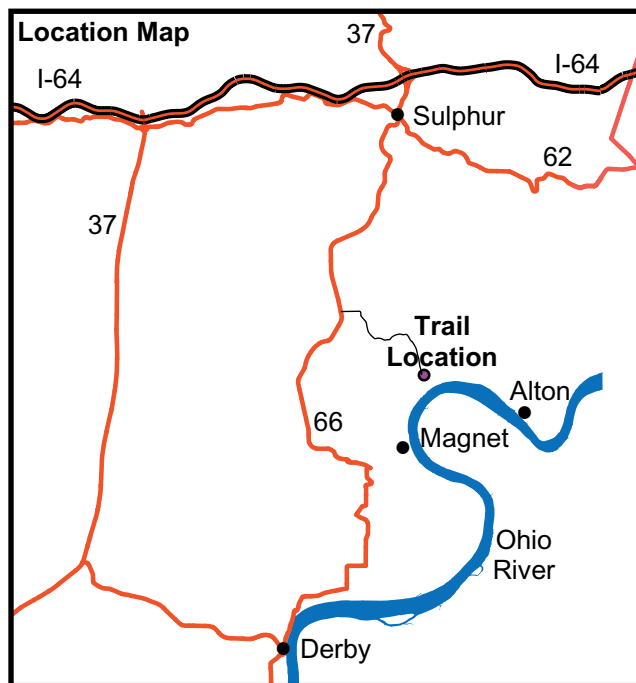 Location Map
37
I-64
I-64
Sulphur
62
37
Trail
Location
Alton
66
Magnet
Ohio
River
Derby